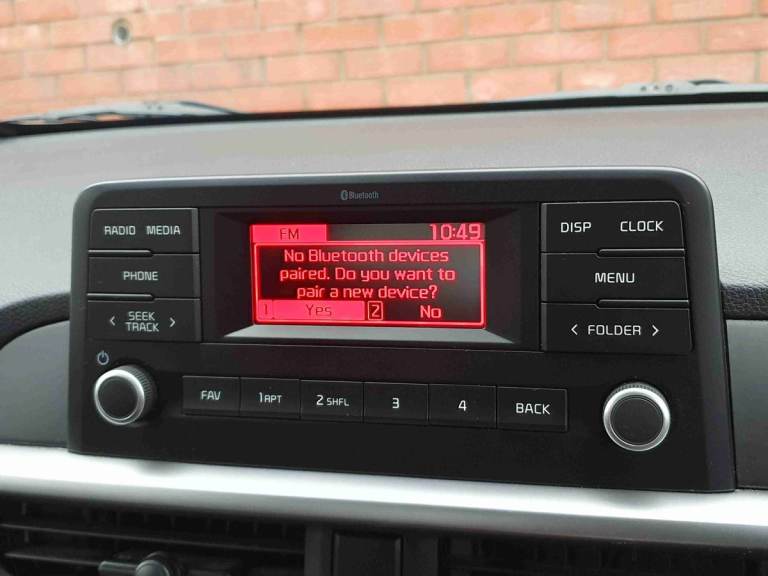 Bluetooth
RADIO MEDIA
PHONE
< SEEK >
TRACK
FM 10:49
No Bluetooth devices
paired. Do you want to
pair a new device?
1 Yes 2 No
DISP CLOCK
MENU
< FOLDER >
FAV 1 RPT 2 SHFL 3 4 BACK